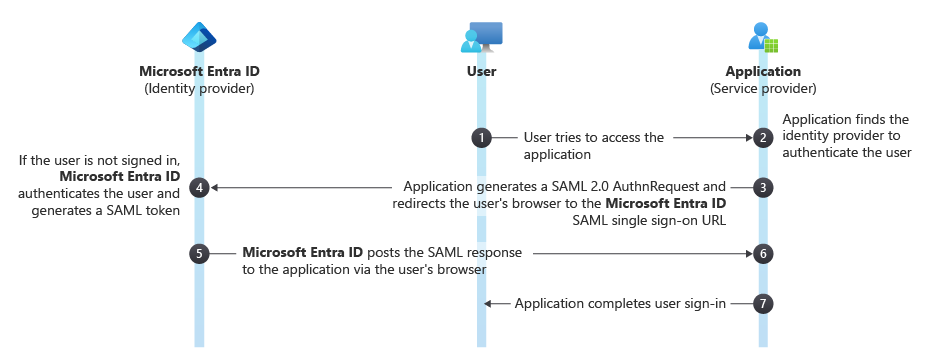 Microsoft Entra ID
(Identity provider)
User
Application
(Service provider)
1
User tries to access the
application
2
Application finds the
identity provider to
authenticate the user
If the user is not signed in,
Microsoft Entra ID
authenticates the user and
generates a SAML token
4
Application generates a SAML 2.0 AuthnRequest and
redirects the user's browser to the Microsoft Entra ID
SAML single sign-on URL
3
5
Microsoft Entra ID posts the SAML response
to the application via the user's browser
6
Application completes user sign-in
7